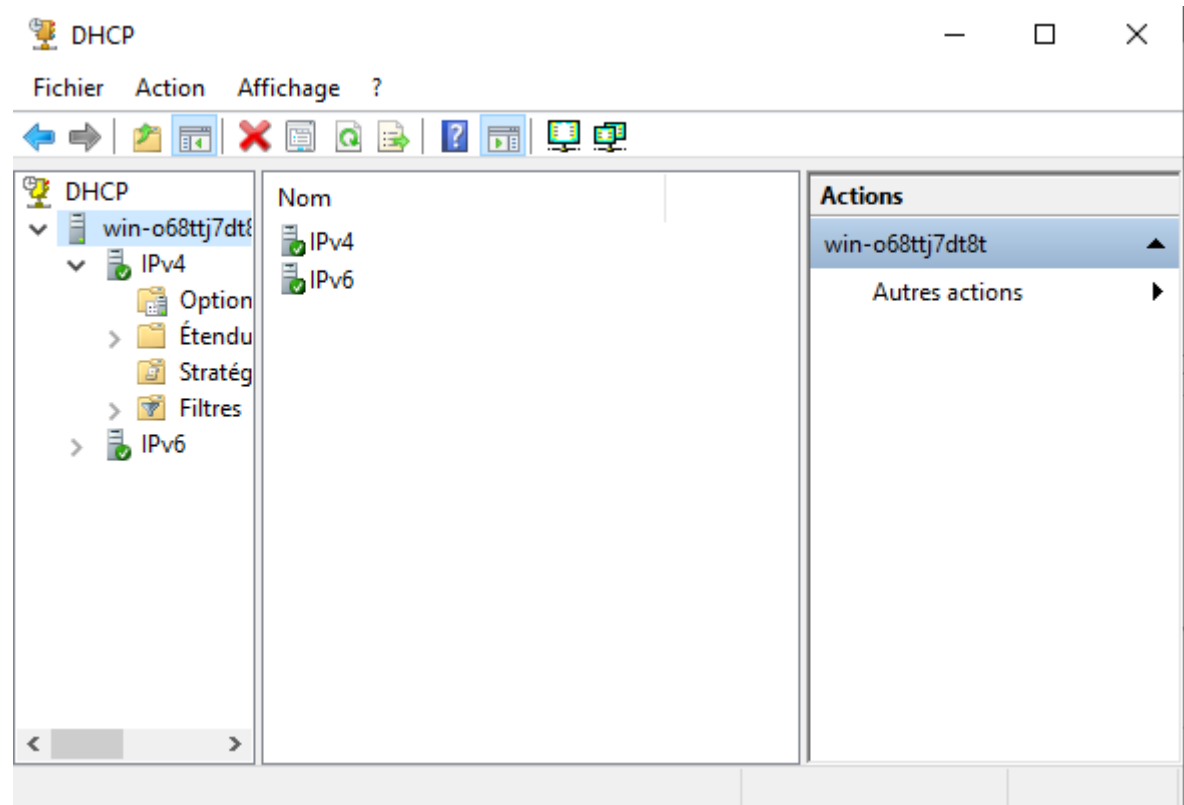 DHCP
Fichier Action Affichage ?
DHCP
win-o68ttj7dt8
IPv4
Option
Étendu
Stratég
Filtres
IPv6
Nom
IPv4
IPv6
Actions
win-o68ttj7dt8t
Autres actions